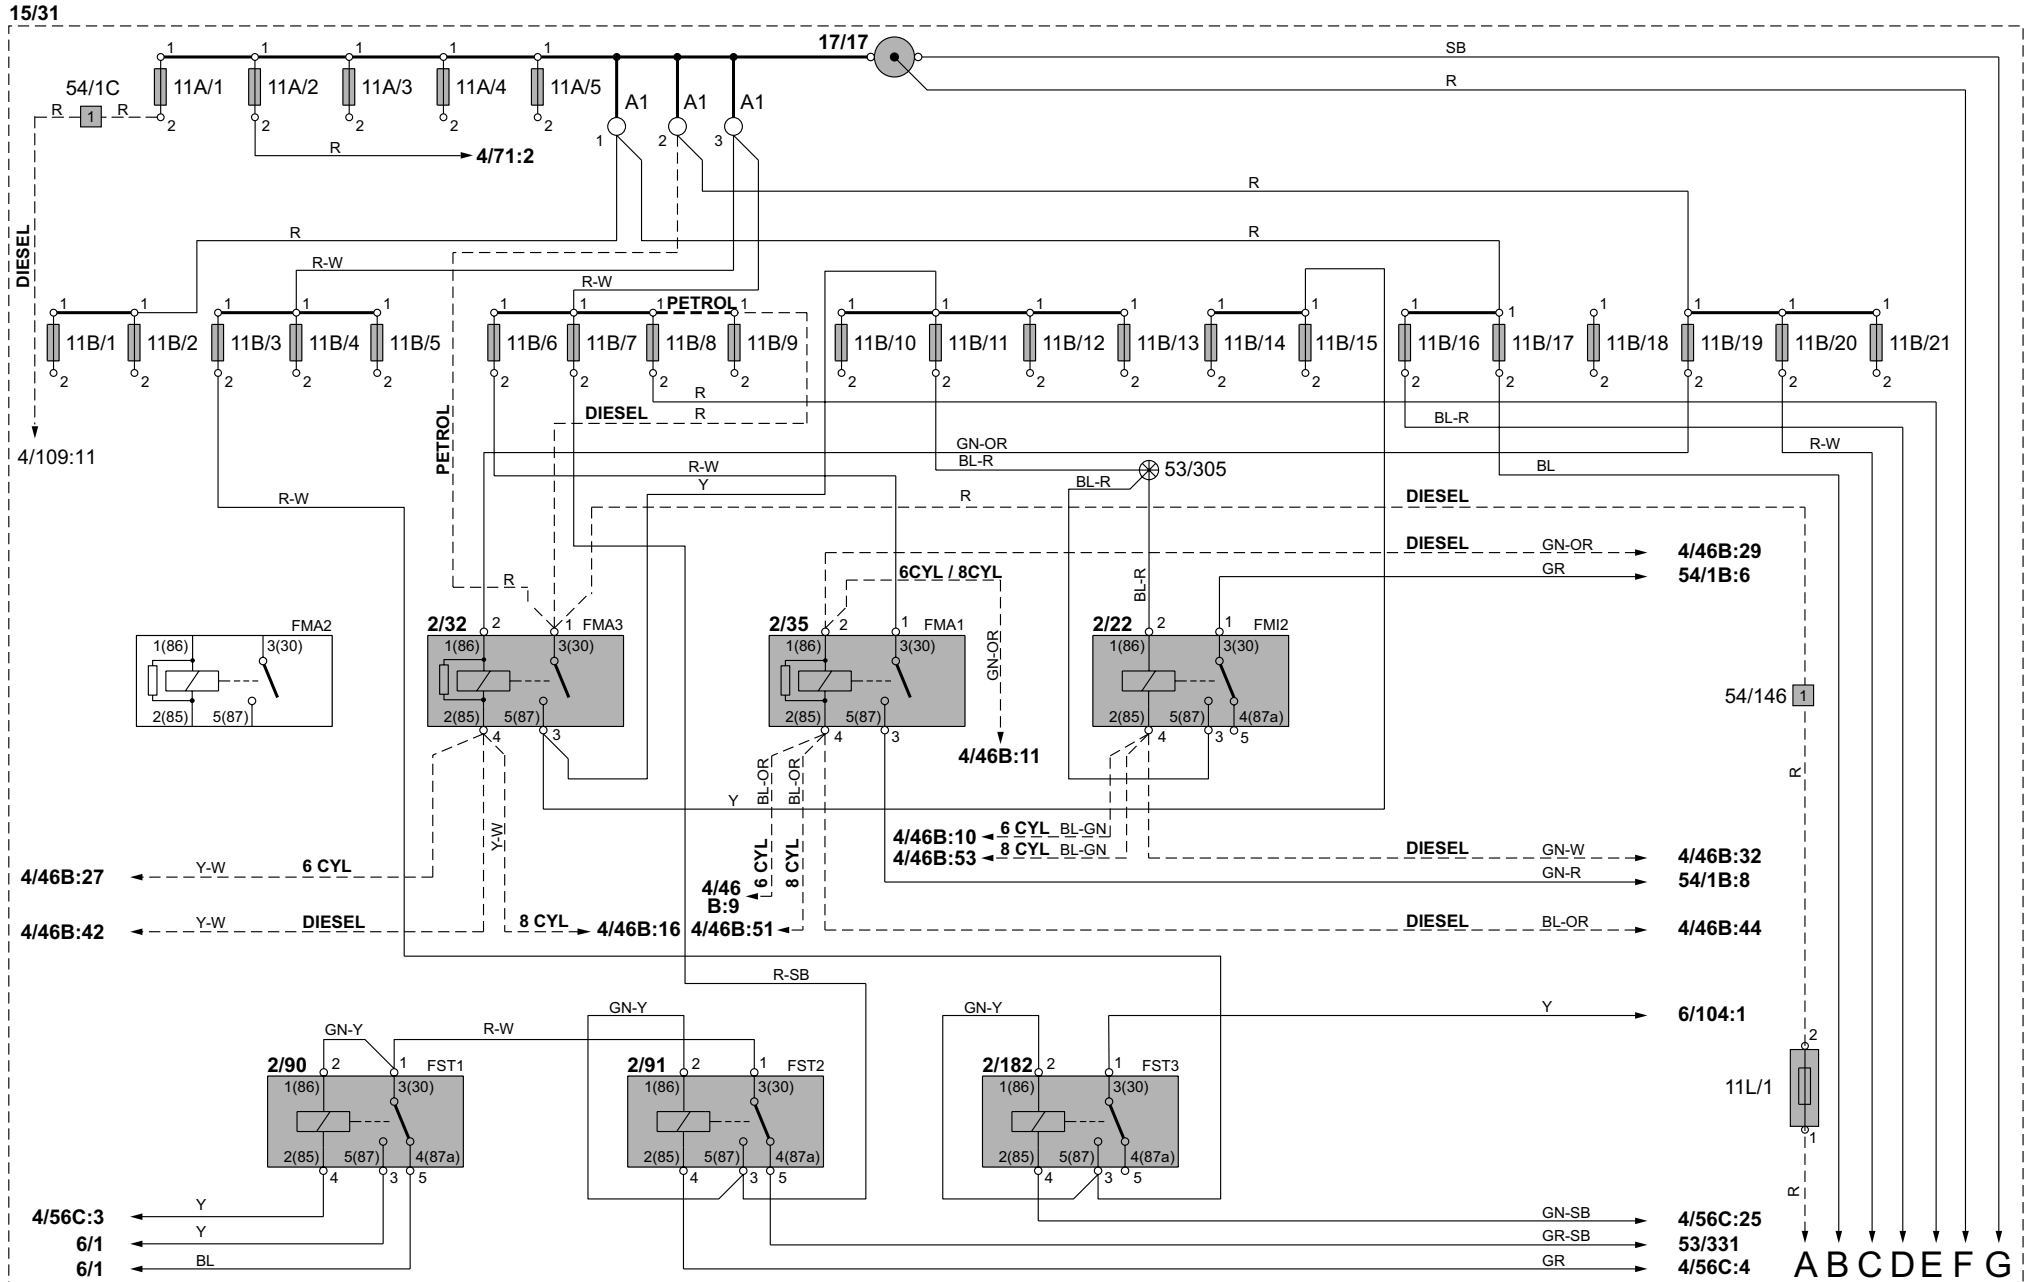 15/31
17/17
SB
R
1 1 1 1 1
11A/1 11A/2 11A/3 11A/4 11A/5
54/1C
R 1 R
2 2 2 2 2
A1 A1 A1
1 2 3
R
4/71:2
R
DIESEL
R R
R-W
R-W
PETROL
1 1 1 1 1 1 1 1 1 1 1 1 1 1 1 1 1 1 1 1 1
11B/1 11B/2 11B/3 11B/4 11B/5 11B/6 11B/7 11B/8 11B/9 11B/10 11B/11 11B/12 11B/13 11B/14 11B/15 11B/16 11B/17 11B/18 11B/19 11B/20 11B/21
2 2 2 2 2 2 2 2 2 2 2 2 2 2 2 2 2 2 2 2 2
R
DIESEL R
PETROL
BL-R
GN-OR
R-W
4/109:11
BL-R
53/305
R-W
BL
Y
BL-R
R-W
R
DIESEL
DIESEL GN-OR 4/46B:29
6CYL / 8CYL
GR 54/1B:6
R
BL-R
GN-OR
FMA2
1(86) 3(30)
2(85) 5(87)
2/32 2 1 FMA3
1(86) 3(30)
2(85) 5(87)
4 3
2/35 2 1 FMA1
1(86) 3(30)
2(85) 5(87)
4 3
2/22 2 1 FMI2
1(86) 3(30)
2(85) 5(87) 4(87a)
4 3 5
54/146 1
4/46B:11
R
BL-OR
BL-OR
Y
Y-W
4/46B:10 6 CYL BL-GN
4/46B:53 8 CYL BL-GN
DIESEL GN-W 4/46B:32
4/46B:27 Y-W 6 CYL
6 CYL
8 CYL
GN-R 54/1B:8
4/46
B:9
4/46B:42 Y-W DIESEL
8 CYL 4/46B:16 4/46B:51
DIESEL BL-OR 4/46B:44
R-SB
GN-Y
GN-Y
Y 6/104:1
GN-Y R-W
2/90 2 1 FST1
1(86) 3(30)
2(85) 5(87) 4(87a)
4 3 5
2/91 2 1 FST2
1(86) 3(30)
2(85) 5(87) 4(87a)
4 3 5
2/182 2 1 FST3
1(86) 3(30)
2(85) 5(87) 4(87a)
4 3 5
2
11L/1
1
R
4/56C:3 Y
6/1 Y
6/1 BL
GN-SB 4/56C:25
GR-SB 53/331
GR 4/56C:4
A B C D E F G